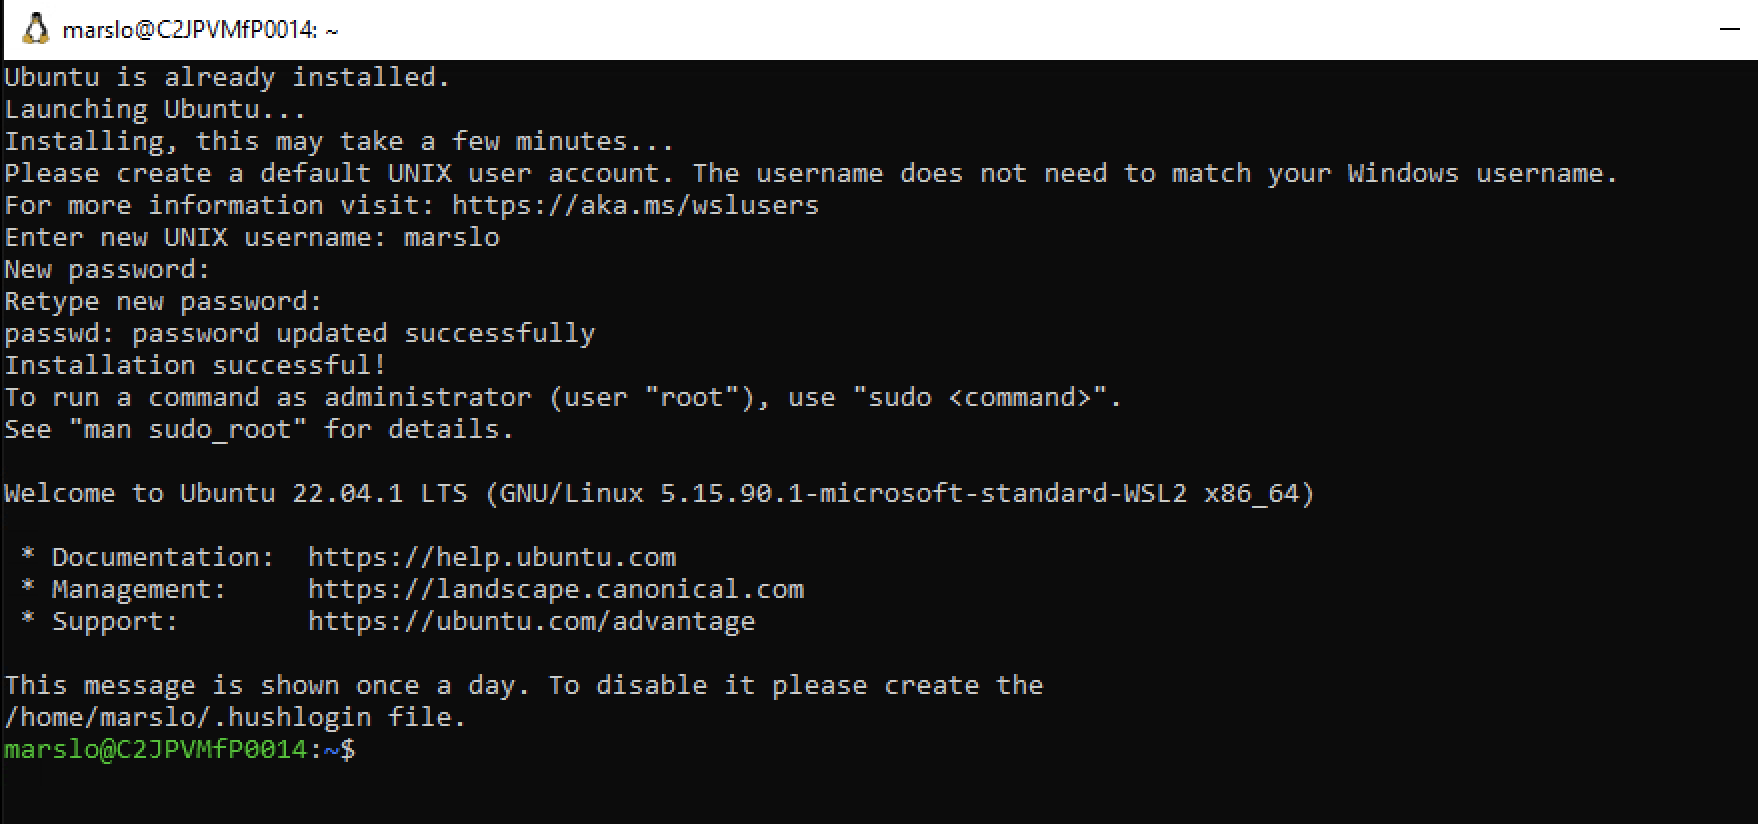 marslo@C2JPVMfP0014: ~
Ubuntu is already installed.
Launching Ubuntu...
Installing, this may take a few minutes...
Please create a default UNIX user account. The username does not need to match your Windows username.
For more information visit: https://aka.ms/wslusers
Enter new UNIX username: marslo
New password:
Retype new password:
passwd: password updated successfully
Installation successful!
To run a command as administrator (user "root"), use "sudo <command>".
See "man sudo_root" for details.
Welcome to Ubuntu 22.04.1 LTS (GNU/Linux 5.15.90.1-microsoft-standard-WSL2 x86_64)
* Documentation:  https://help.ubuntu.com
* Management:     https://landscape.canonical.com
* Support:        https://ubuntu.com/advantage
This message is shown once a day. To disable it please create the
/home/marslo/.hushlogin file.
marslo@C2JPVMfP0014:~$